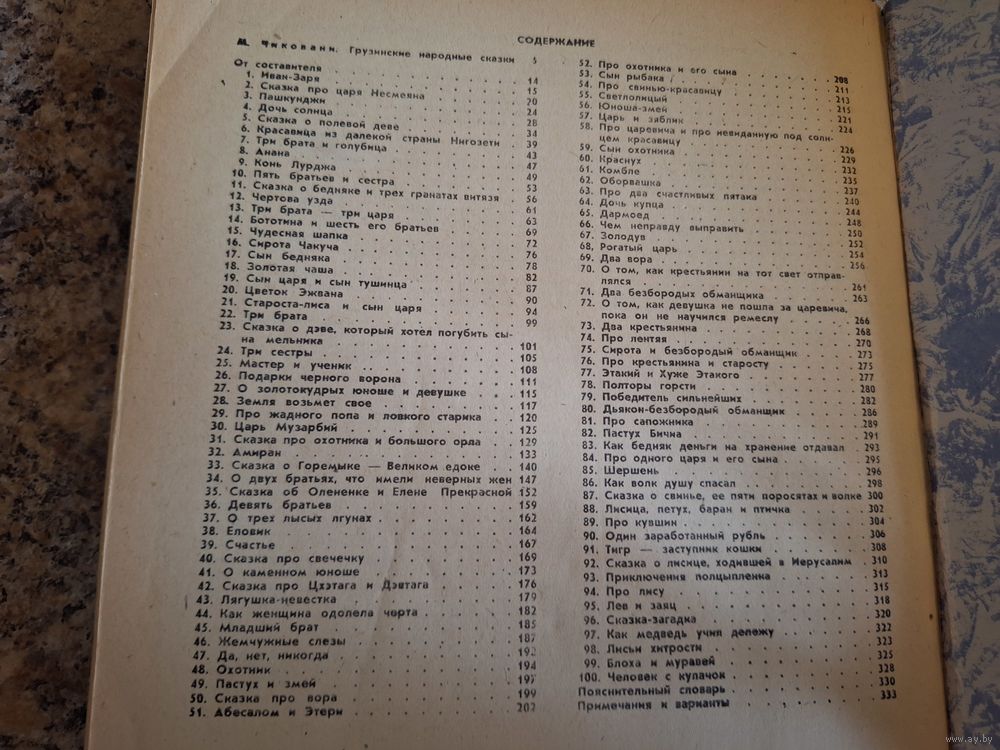 СОДЕРЖАНИЕ
М. Чиковани. Грузинские народные сказки 5
От составителя 14
1. Иван-Заря 15
2. Сказка про царя Несмеяна 20
3. Пашкунджи 24
4. Дочь солнца 28
5. Сказка о полевой деве 34
6. Красавица из далекой страны Нигозети 39
7. Три брата и голубица 43
8. Анана 47
9. Конь Лурджа 49
10. Пять братьев и сестра 53
11. Сказка о бедняке и трех гранатах витязя 56
12. Чертова узда 61
13. Три брата — три царя 63
14. Бототина и шесть его братьев 69
15. Чудесная шапка 72
16. Сирота Чакуча 76
17. Сын бедняка 78
18. Золотая чаша 82
19. Сын царя и сын тушинца 87
20. Цветок Эжвана 90
21. Староста-лиса и сын царя 94
22. Три брата 99
23. Сказка о дэве, который хотел погубить сы-
на мельника 101
24. Три сестры 105
25. Мастер и ученик 108
26. Подарки черного ворона 111
27. О золотокудрых юноше и девушке 115
28. Земля возьмет свое 117
29. Про жадного попа и ловкого старика 120
30. Царь Музарбий 125
31. Сказка про охотника и большого орла 129
32. Амиран 133
33. Сказка о Горемыке — Великом едоке 140
34. О двух братьях, что имели неверных жен 147
35. Сказка об Олененке и Елене Прекрасной 152
36. Девять братьев 159
37. О трех лысых лгунах 162
38. Еловик 164
39. Счастье 167
40. Сказка про свечечку 169
41. О каменном юноше 173
42. Сказка про Цхэтага и Дэвтага 176
43. Лягушка-невестка 179
44. Как женщина одолела черта 182
45. Младший брат 185
46. Жемчужные слезы 187
47. Да, нет, никогда 192
48. Охотник 194
49. Пастух и змей 197
50. Сказка про вора 199
51. Абесалом и Этери 202
52. Про охотника и его сына 208
53. Сын рыбака 211
54. Про свинью-красавицу 213
55. Светлолицый 215
56. Юноша-змей 221
57. Царь и зяблик 224
58. Про царевича и про невиданную под солн-
цем красавицу 226
59. Сын охотника 229
60. Краснух 232
61. Комбле 235
62. Оборвашка 237
63. Про два счастливых пятака 240
64. Дочь купца 244
65. Дармоед 248
66. Чем неправду выправить 250
67. Золодув 252
68. Рогатый царь 254
69. Два вора 256
70. О том, как крестьянин на тот свет отправ-
лялся 261
71. Два безбородых обманщика 263
72. О том, как девушка не пошла за царевича,
пока он не научился ремеслу 266
73. Два крестьянина 268
74. Про лентяя 270
75. Сирота и безбородый обманщик 273
76. Про крестьянина и старосту 275
77. Этакий и Хуже Этакого 277
78. Полторы горсти 280
79. Победитель сильнейших 282
80. Дьякон-безбородый обманщик 286
81. Про сапожника 289
82. Пастух Бичиа 291
83. Как бедняк деньги на хранение отдавал 293
84. Про одного царя и его сына 295
85. Шершень 296
86. Как волк душу спасал 298
87. Сказка о свинье, ее пяти поросятах и волке 300
88. Лисица, петух, баран и птичка 302
89. Про кувшин 304
90. Один заработанный рубль 306
91. Тигр — заступник кошки 308
92. Сказка о лисице, ходившей в Иерусалим 310
93. Приключения полцыпленка 313
94. Про лису 315
95. Лев и заяц 318
96. Сказка-загадка 320
97. Как медведь учил дележу 322
98. Лисьи хитрости 323
99. Блоха и муравей 325
100. Человек с купачок 328
Пояснительный словарь 330
Примечания и варианты 333
www.ay.by